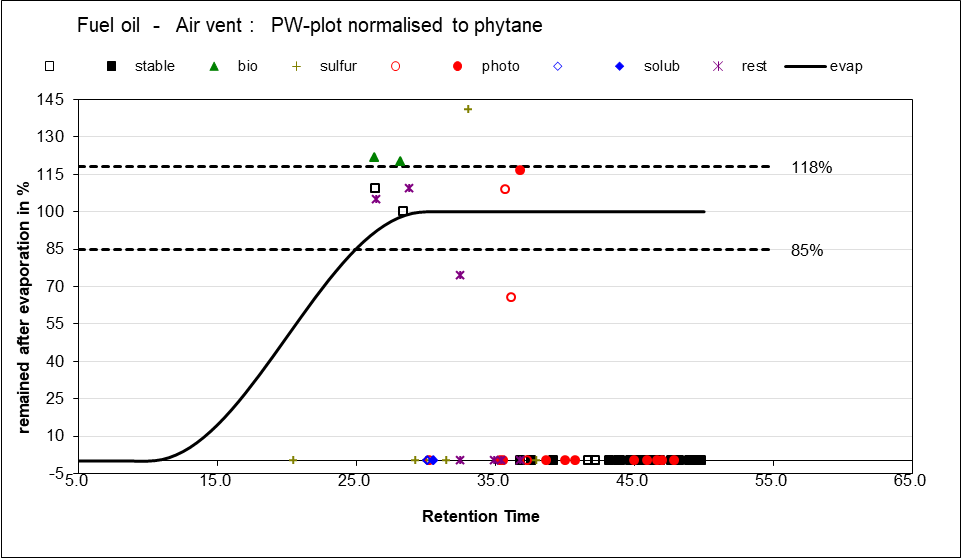 Fuel oil - Air vent : PW-plot normalised to phytane
stable bio sulfur photo solub rest evap
remained after evaporation in %
145
130
118%
115
100
85%
85
70
55
40
25
10
-5
5.0 15.0 25.0 35.0 45.0 55.0 65.0
Retention Time